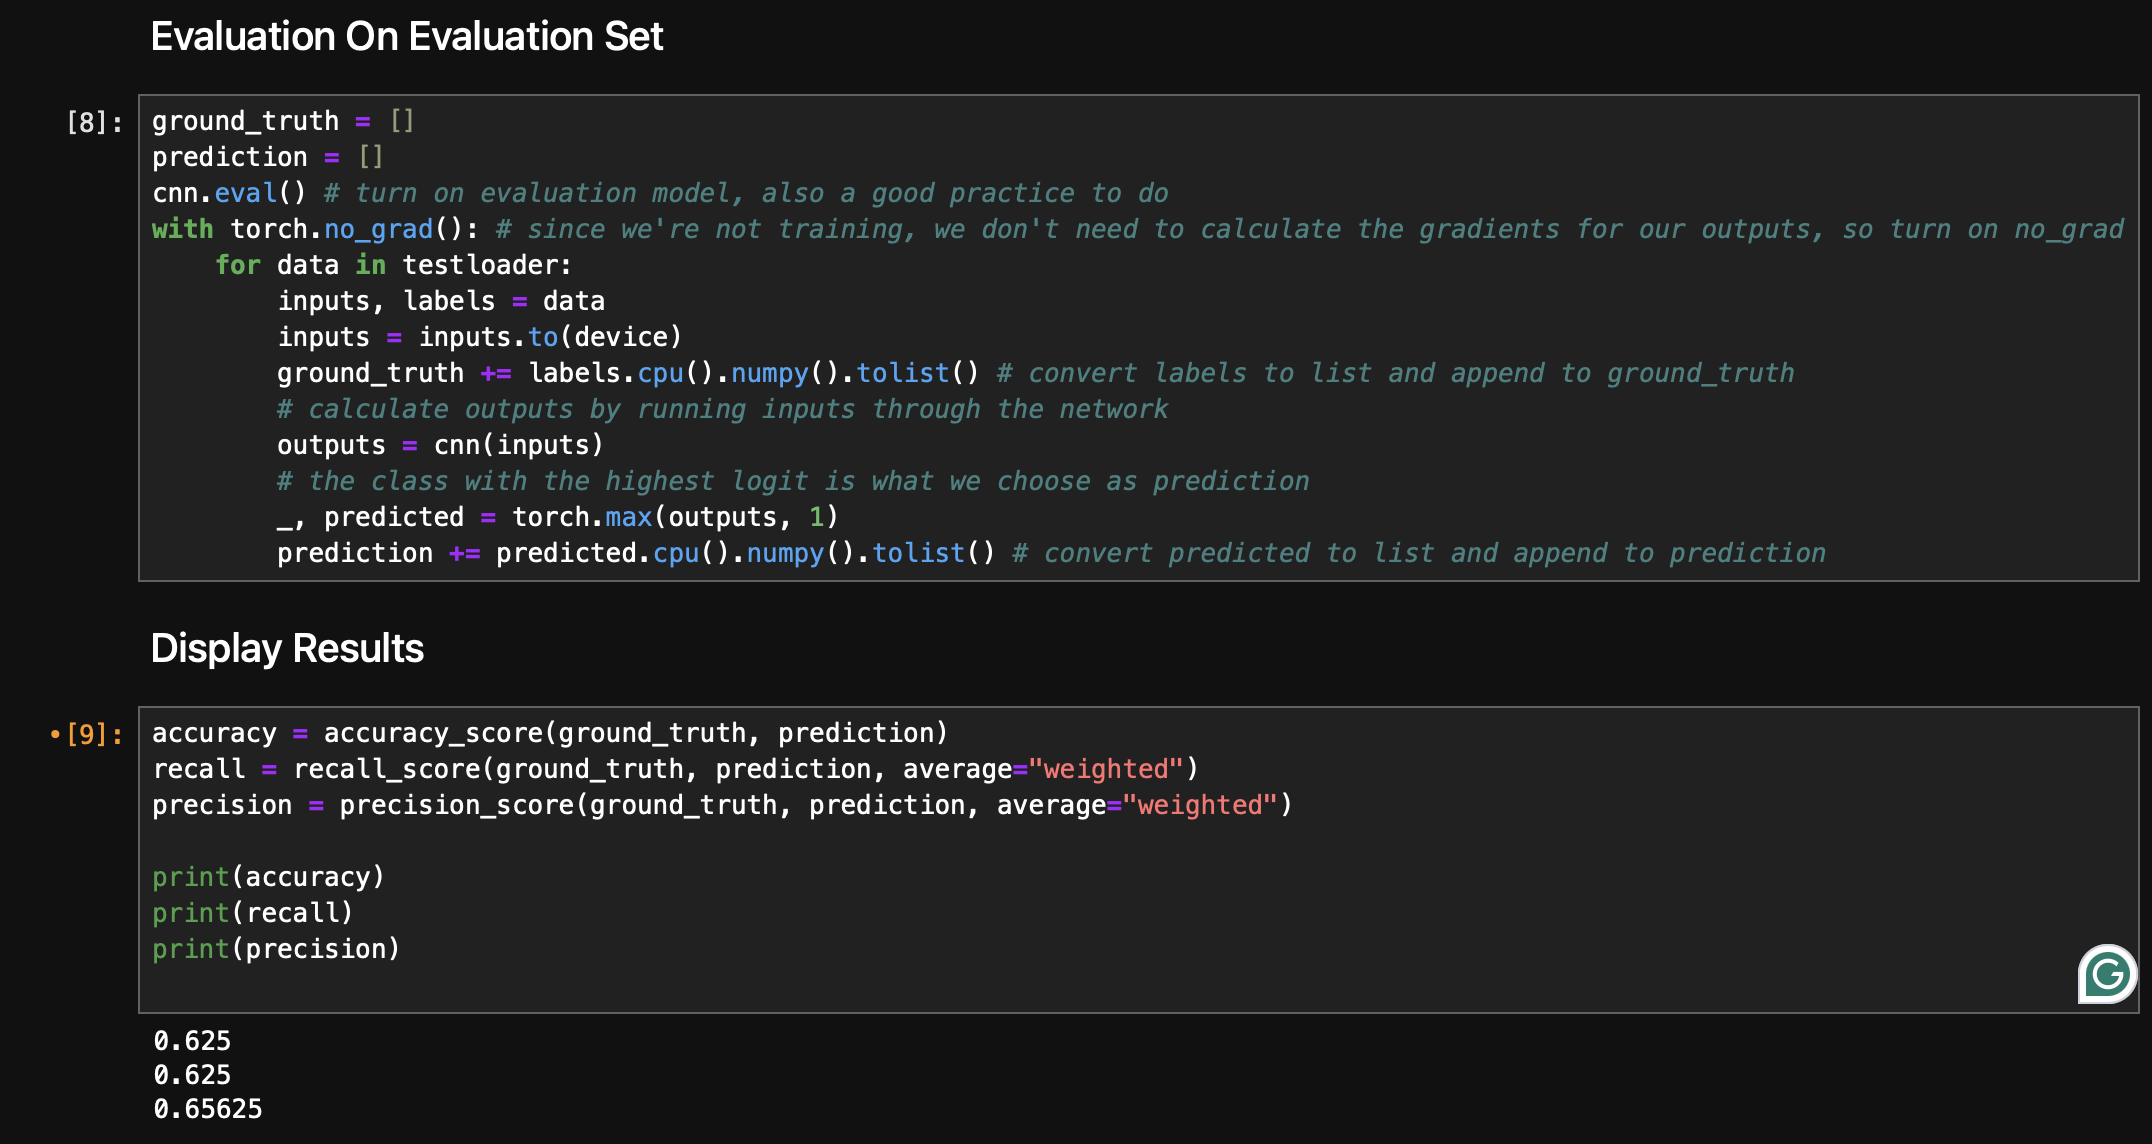 Evaluation On Evaluation Set
[8]:
ground_truth = []
prediction = []
cnn.eval() # turn on evaluation model, also a good practice to do
with torch.no_grad(): # since we're not training, we don't need to calculate the gradients for our outputs, so turn on no_grad
    for data in testloader:
        inputs, labels = data
        inputs = inputs.to(device)
        ground_truth += labels.cpu().numpy().tolist() # convert labels to list and append to ground_truth
        # calculate outputs by running inputs through the network
        outputs = cnn(inputs)
        # the class with the highest logit is what we choose as prediction
        _, predicted = torch.max(outputs, 1)
        prediction += predicted.cpu().numpy().tolist() # convert predicted to list and append to prediction
Display Results
•[9]:
accuracy = accuracy_score(ground_truth, prediction)
recall = recall_score(ground_truth, prediction, average="weighted")
precision = precision_score(ground_truth, prediction, average="weighted")
print(accuracy)
print(recall)
print(precision)
G
0.625
0.625
0.65625